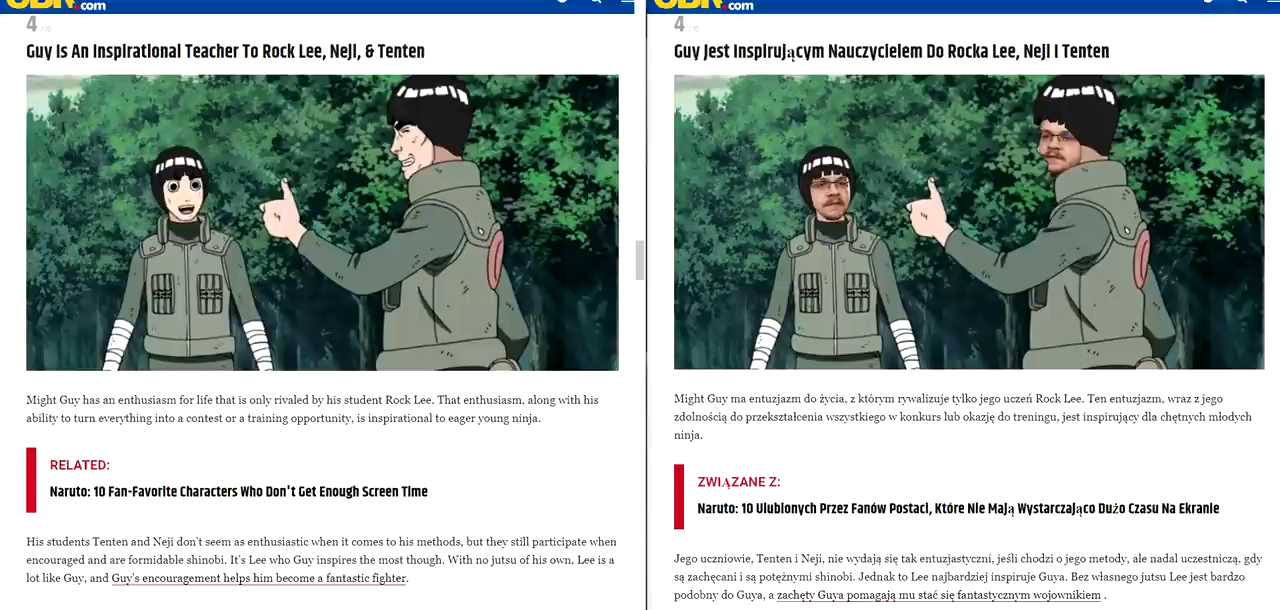 CBR.com
4 / 10
Guy Is An Inspirational Teacher To Rock Lee, Neji, & Tenten
Might Guy has an enthusiasm for life that is only rivaled by his student Rock Lee. That enthusiasm, along with his
ability to turn everything into a contest or a training opportunity, is inspirational to eager young ninja.
RELATED:
Naruto: 10 Fan-Favorite Characters Who Don't Get Enough Screen Time
His students Tenten and Neji don't seem as enthusiastic when it comes to his methods, but they still participate when
encouraged and are formidable shinobi. It's Lee who Guy inspires the most though. With no jutsu of his own, Lee is a
lot like Guy, and Guy's encouragement helps him become a fantastic fighter.
CBR.com
4 / 10
Guy Jest Inspirującym Nauczycielem Do Rocka Lee, Neji I Tenten
Might Guy ma entuzjazm do życia, z którym rywalizuje tylko jego uczeń Rock Lee. Ten entuzjazm, wraz z jego
zdolnością do przekształcenia wszystkiego w konkurs lub okazję do treningu, jest inspirujący dla chętnych młodych
ninja.
ZWIĄZANE Z:
Naruto: 10 Ulubionych Przez Fanów Postaci, Które Nie Mają Wystarczająco Dużo Czasu Na Ekranie
Jego uczniowie, Tenten i Neji, nie wydają się tak entuzjastyczni, jeśli chodzi o jego metody, ale nadal uczestniczą, gdy
są zachęcani i są potężnymi shinobi. Jednak to Lee najbardziej inspiruje Guya. Bez własnego jutsu Lee jest bardzo
podobny do Guya, a zachęty Guya pomagają mu stać się fantastycznym wojownikiem .